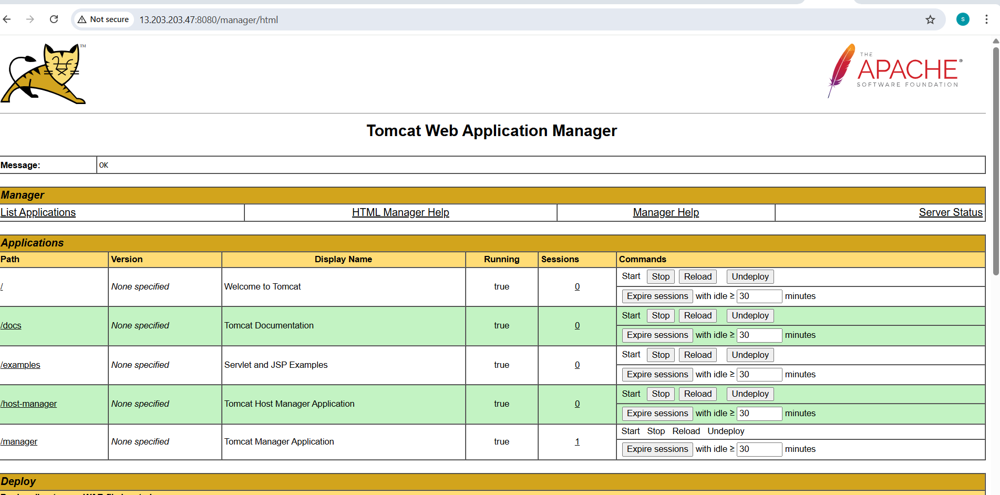 Not secure 13.203.203.47:8080/manager/html S
TM
THE
APACHE®
SOFTWARE FOUNDATION
Tomcat Web Application Manager
Message: OK
Manager
List Applications HTML Manager Help Manager Help Server Status
Applications
Path Version Display Name Running Sessions Commands
/ None specified Welcome to Tomcat true 0 Start Stop Reload Undeploy
Expire sessions with idle ≥ 30 minutes
/docs None specified Tomcat Documentation true 0 Start Stop Reload Undeploy
Expire sessions with idle ≥ 30 minutes
/examples None specified Servlet and JSP Examples true 0 Start Stop Reload Undeploy
Expire sessions with idle ≥ 30 minutes
/host-manager None specified Tomcat Host Manager Application true 0 Start Stop Reload Undeploy
Expire sessions with idle ≥ 30 minutes
/manager None specified Tomcat Manager Application true 1 Start Stop Reload Undeploy
Expire sessions with idle ≥ 30 minutes
Deploy